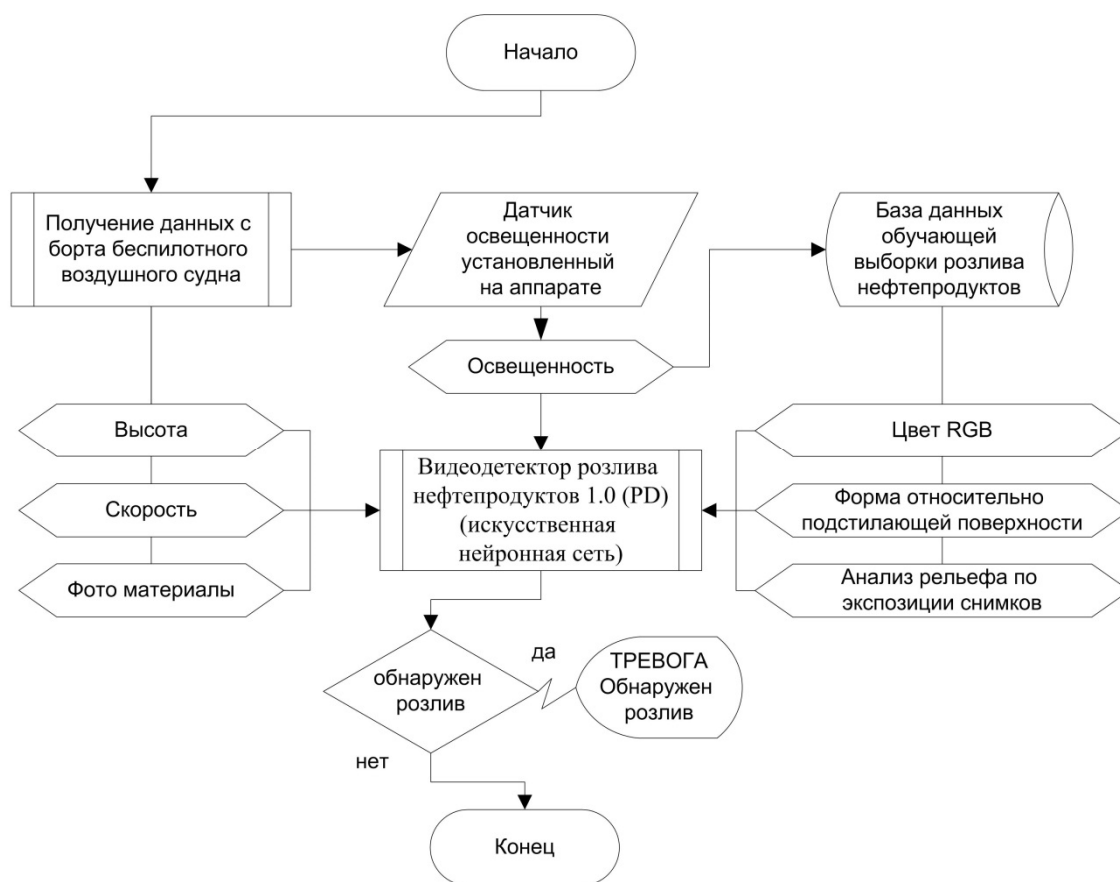 Начало
Получение данных с
борта беспилотного
воздушного судна
Датчик
освещенности
установленный
на аппарате
База данных
обучающей
выборки розлива
нефтепродуктов
Освещенность
Высота
Скорость
Фото материалы
Видеодетектор розлива
нефтепродуктов 1.0 (PD)
(искусственная
нейронная сеть)
Цвет RGB
Форма относительно
подстилающей поверхности
Анализ рельефа по
экспозиции снимков
обнаружен
розлив
да
ТРЕВОГА
Обнаружен
розлив
нет
Конец